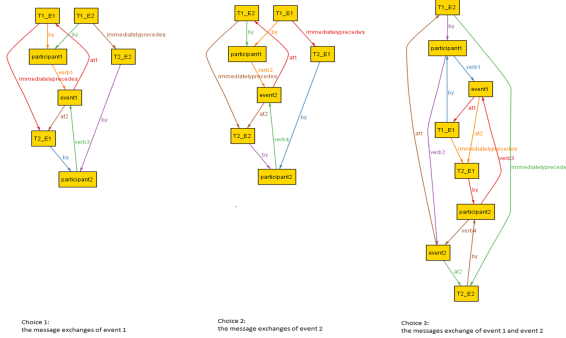 T1_E1
T1_E2
by
by
by
immediatelyprecedes
participant1
T2_E2
verb1
immediatelyprecedes
at1
event1
at2
T2_E1
by
verb3
by
participant2
Choice 1:
the message exchanges of event 1
T1_E2
T1_E1
by
by
immediatelyprecedes
participant1
T2_E1
verb2
immediatelyprecedes
at1
event2
at2
T2_E2
by
verb4
by
participant2
Choice 2:
the message exchanges of event 2
T1_E2
by
participant1
verb1
by
event1
at1
T1_E1
at2
at1
immediatelyprecedes
verb2
verb3
T2_E1
immediatelyprecedes
by
participant2
verb4
event2
by
at2
T2_E2
Choice 3:
the messages exchange of event 1 and event 2